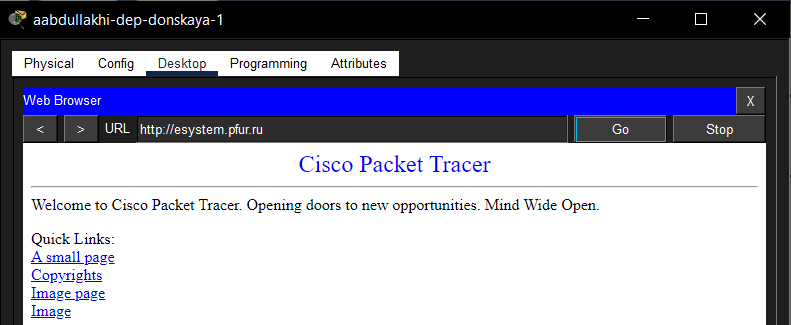 aabdullakhi-dep-donskaya-1
Physical Config Desktop Programming Attributes
Web Browser X
< > URL http://esystem.pfur.ru Go Stop
Cisco Packet Tracer
Welcome to Cisco Packet Tracer. Opening doors to new opportunities. Mind Wide Open.
Quick Links:
A small page
Copyrights
Image page
Image